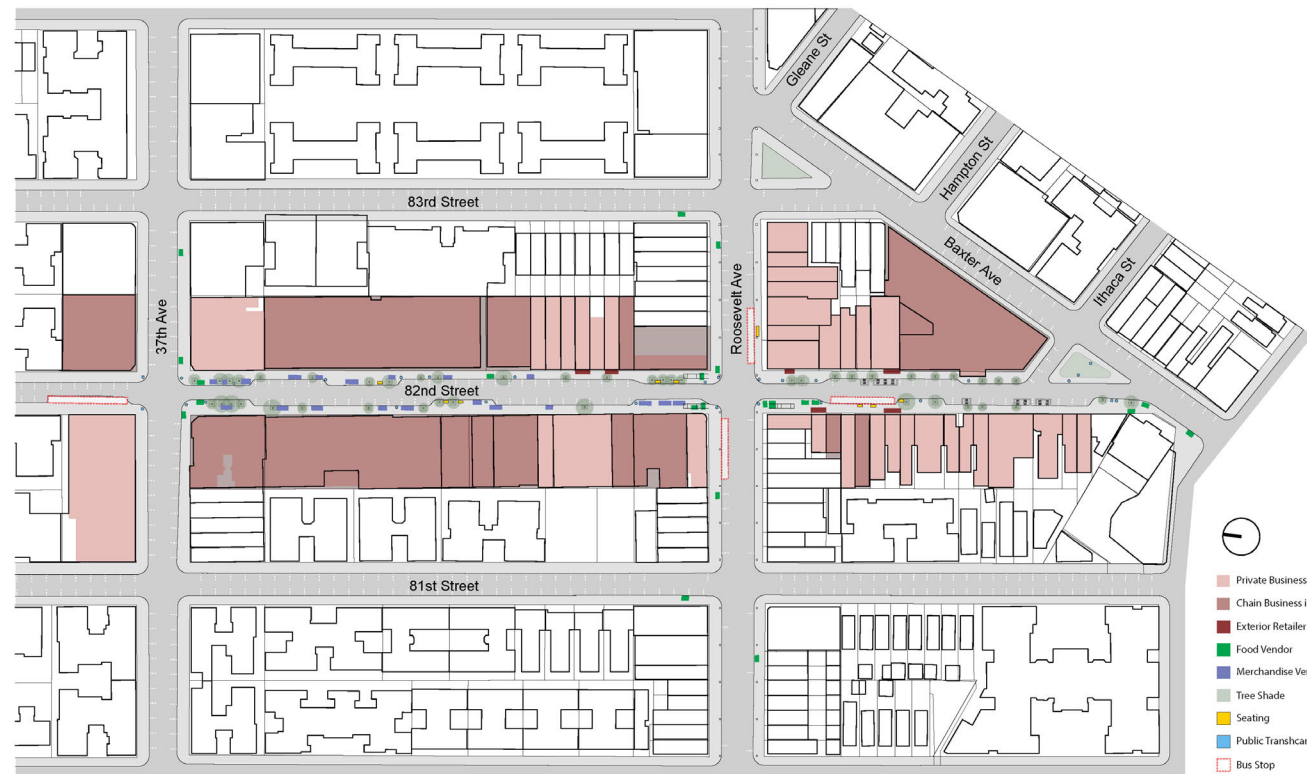 Gleane St
Hampton St
83rd Street
Baxter Ave
Ithaca St
37th Ave
Roosevelt Ave
82nd Street
81st Street
Private Business
Chain Business i
Exterior Retailer
Food Vendor
Merchandise Ve
Tree Shade
Seating
Public Transhcar
Bus Stop